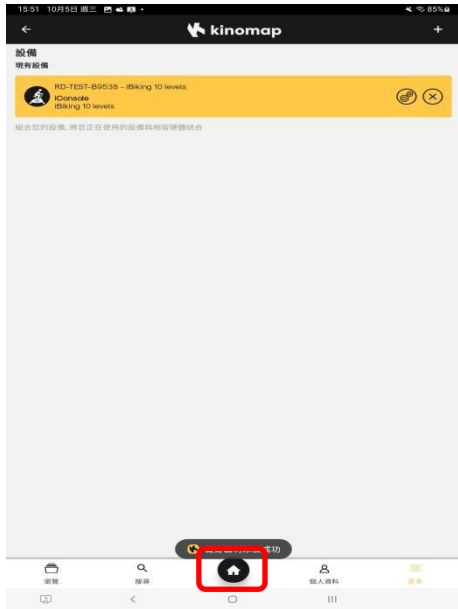 15:51 10月5日 週三
85%
kinomap
設備
現有設備
RD-TEST-B9538 - iBiking 10 levels
iConsole
iBiking 10 levels
組合您的設備, 將您正在使用的設備與相容硬體結合
成功
瀏覽
搜尋
個人資料
更多